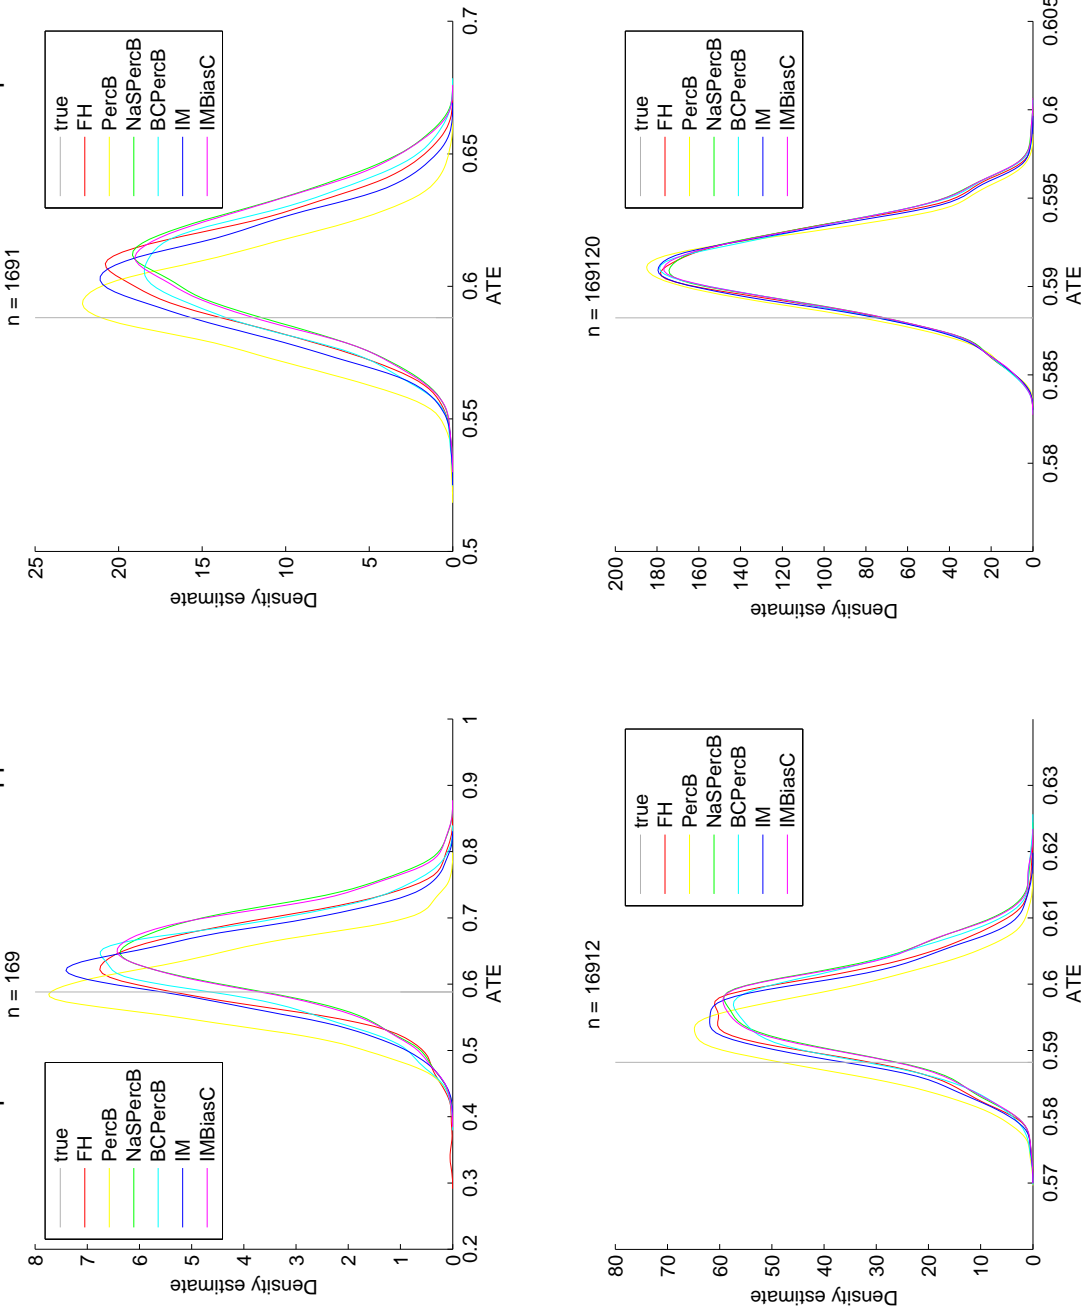 n = 169
Density estimate
8
7
6
5
4
3
2
1
0
0.2
0.3
0.4
0.5
0.6
0.7
0.8
0.9
1
ATE
true
FH
PercB
NaSPercB
BCPercB
IM
IMBiasC
n = 1691
Density estimate
25
20
15
10
5
0
0.5
0.55
0.6
0.65
0.7
ATE
true
FH
PercB
NaSPercB
BCPercB
IM
IMBiasC
n = 16912
Density estimate
80
70
60
50
40
30
20
10
0
0.57
0.58
0.59
0.6
0.61
0.62
0.63
ATE
true
FH
PercB
NaSPercB
BCPercB
IM
IMBiasC
n = 169120
Density estimate
200
180
160
140
120
100
80
60
40
20
0
0.58
0.585
0.59
0.595
0.6
0.605
ATE
true
FH
PercB
NaSPercB
BCPercB
IM
IMBiasC